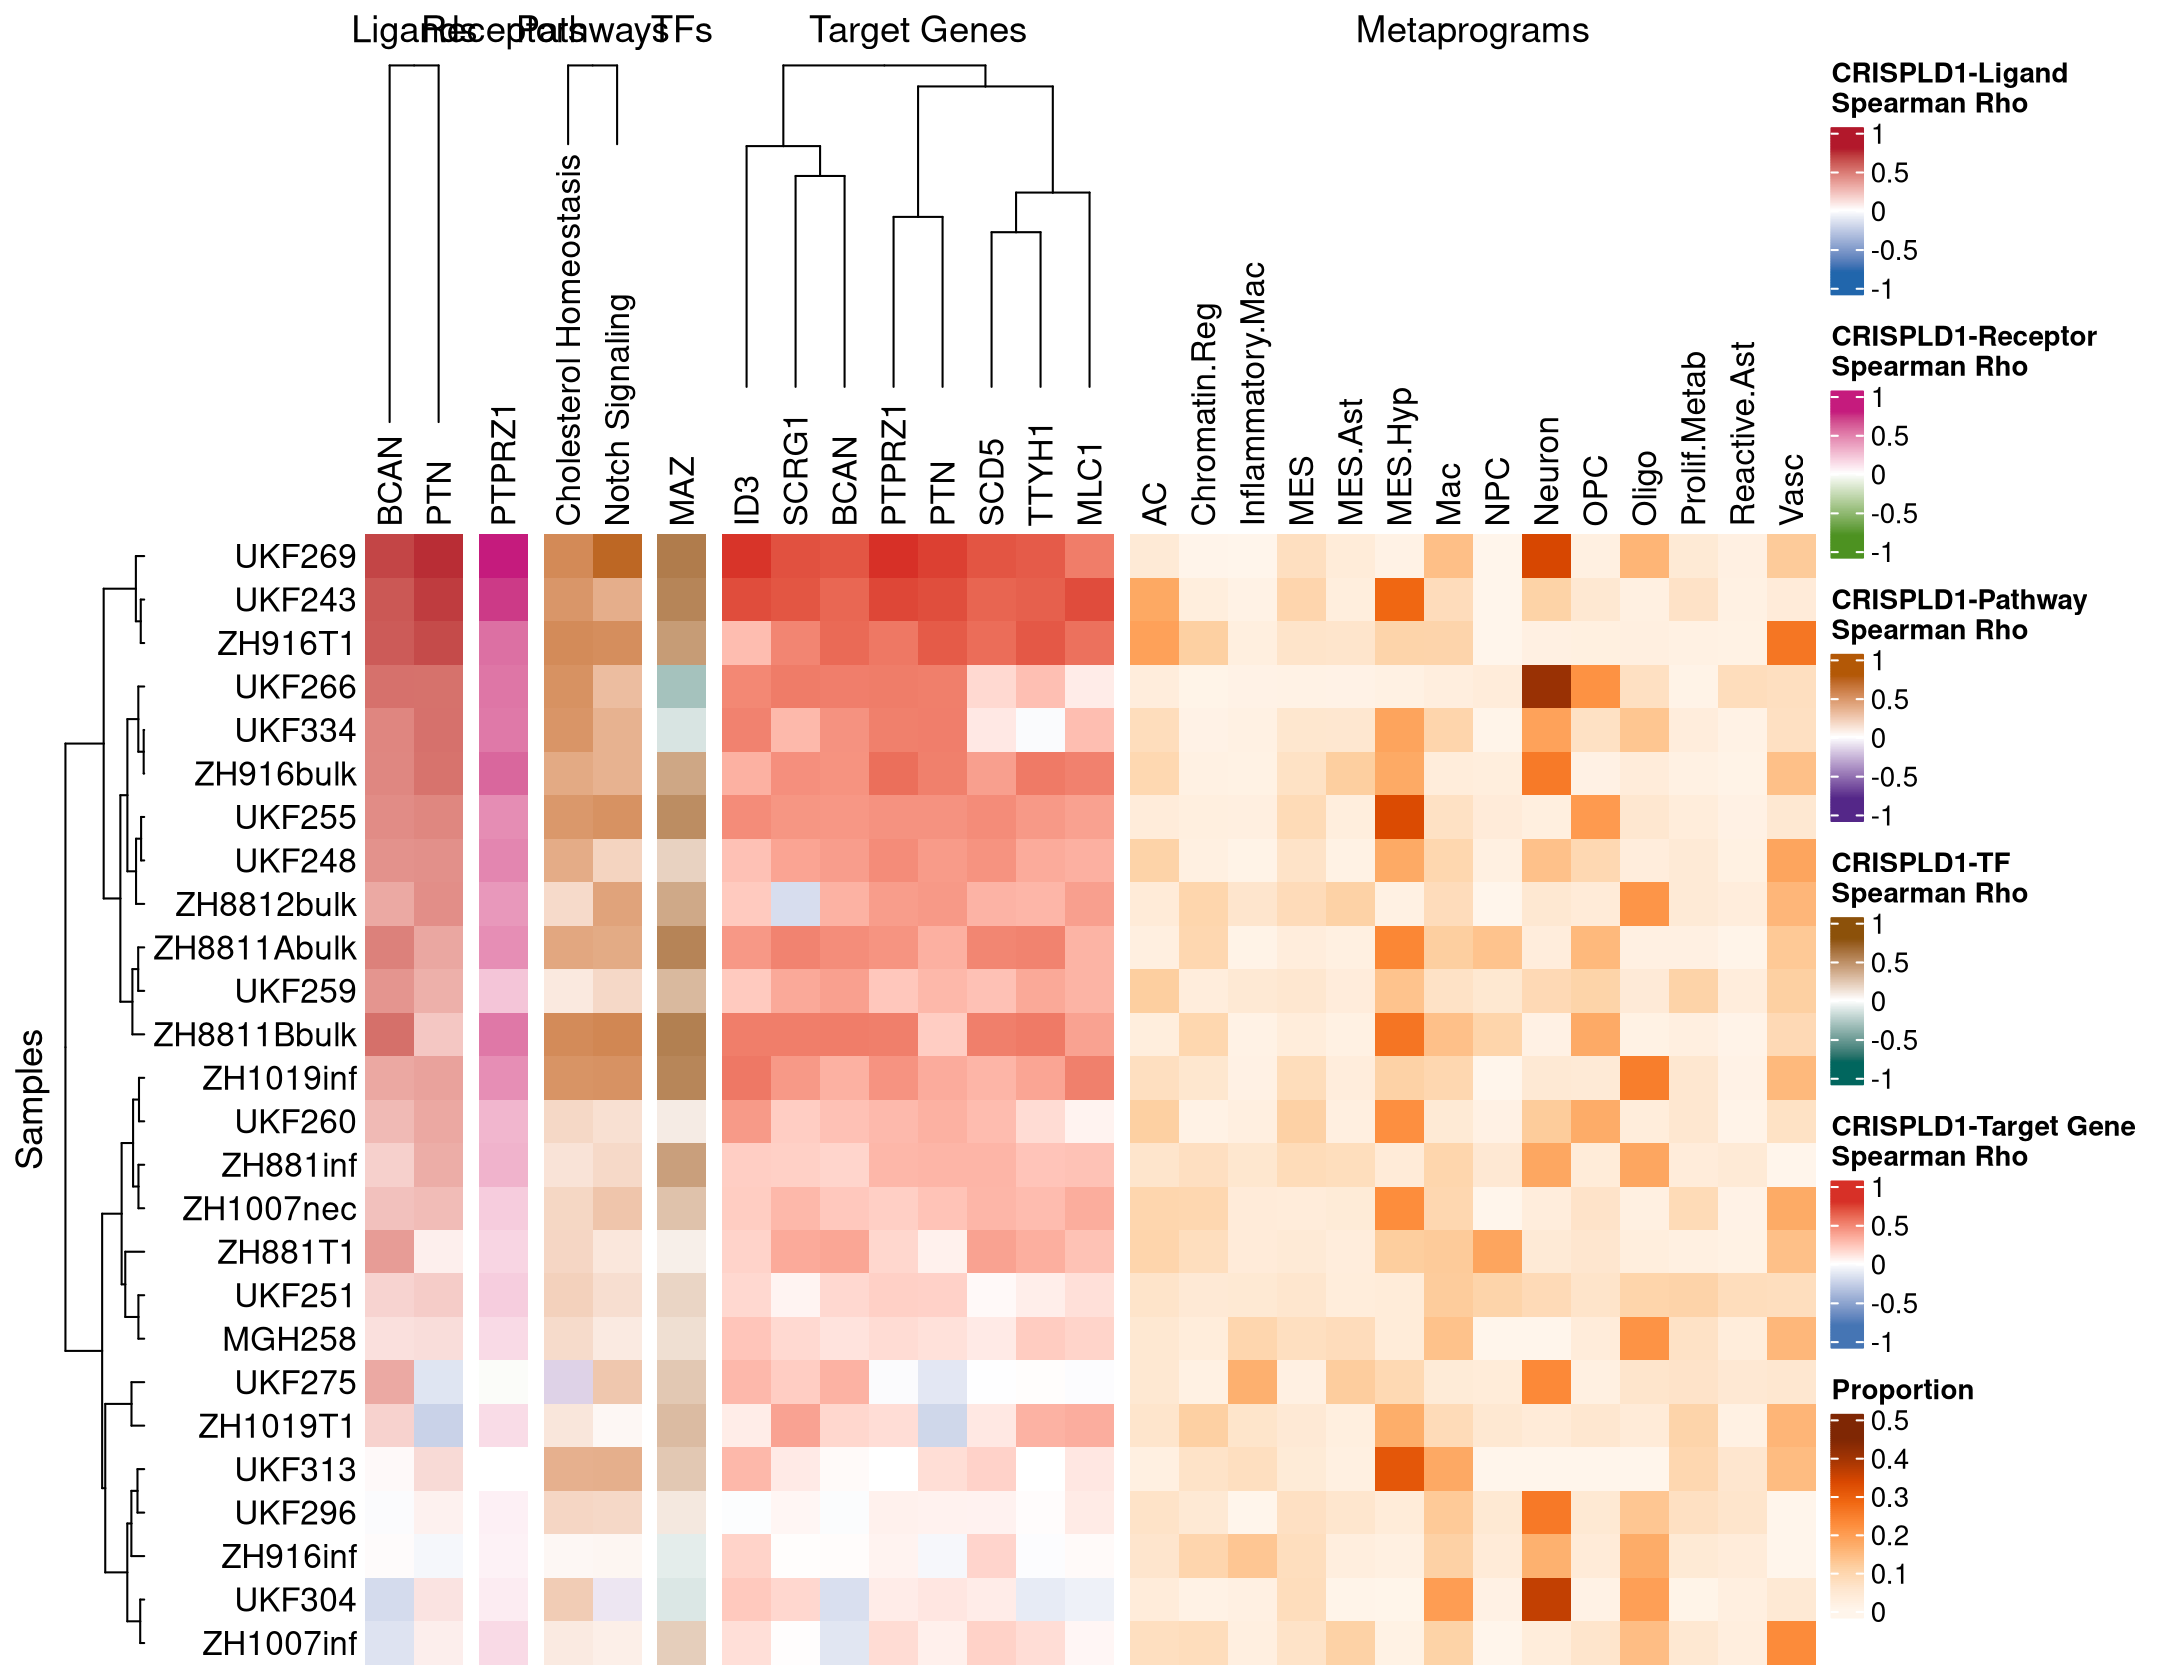 Ligands Receptors Pathways TFs Target Genes Metaprograms
BCAN
PTN
PTPRZ1
Cholesterol Homeostasis
Notch Signaling
MAZ
ID3
SCRG1
BCAN
PTPRZ1
PTN
SCD5
TTYH1
MLC1
AC
Chromatin.Reg
Inflammatory.Mac
MES
MES.Ast
MES.Hyp
Mac
NPC
Neuron
OPC
Oligo
Prolif.Metab
Reactive.Ast
Vasc
Samples
UKF269
UKF243
ZH916T1
UKF266
UKF334
ZH916bulk
UKF255
UKF248
ZH8812bulk
ZH8811Abulk
UKF259
ZH8811Bbulk
ZH1019inf
UKF260
ZH881inf
ZH1007nec
ZH881T1
UKF251
MGH258
UKF275
ZH1019T1
UKF313
UKF296
ZH916inf
UKF304
ZH1007inf
CRISPLD1-Ligand
Spearman Rho
1
0.5
0
-0.5
-1
CRISPLD1-Receptor
Spearman Rho
1
0.5
0
-0.5
-1
CRISPLD1-Pathway
Spearman Rho
1
0.5
0
-0.5
-1
CRISPLD1-TF
Spearman Rho
1
0.5
0
-0.5
-1
CRISPLD1-Target Gene
Spearman Rho
1
0.5
0
-0.5
-1
Proportion
0.5
0.4
0.3
0.2
0.1
0